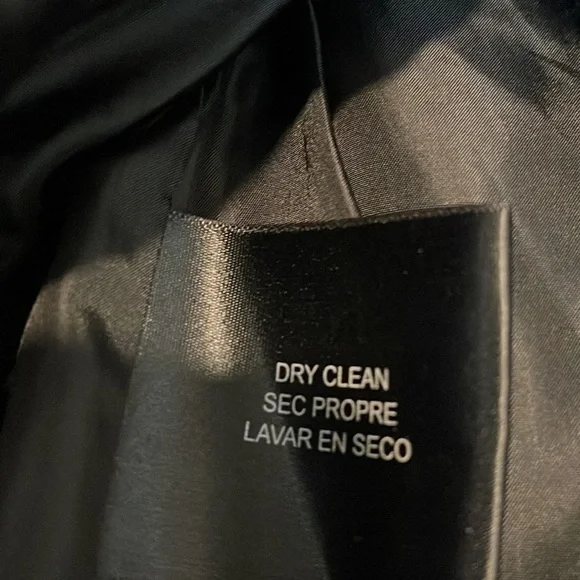 DRY CLEAN
SEC PROPRE
LAVAR EN SECO